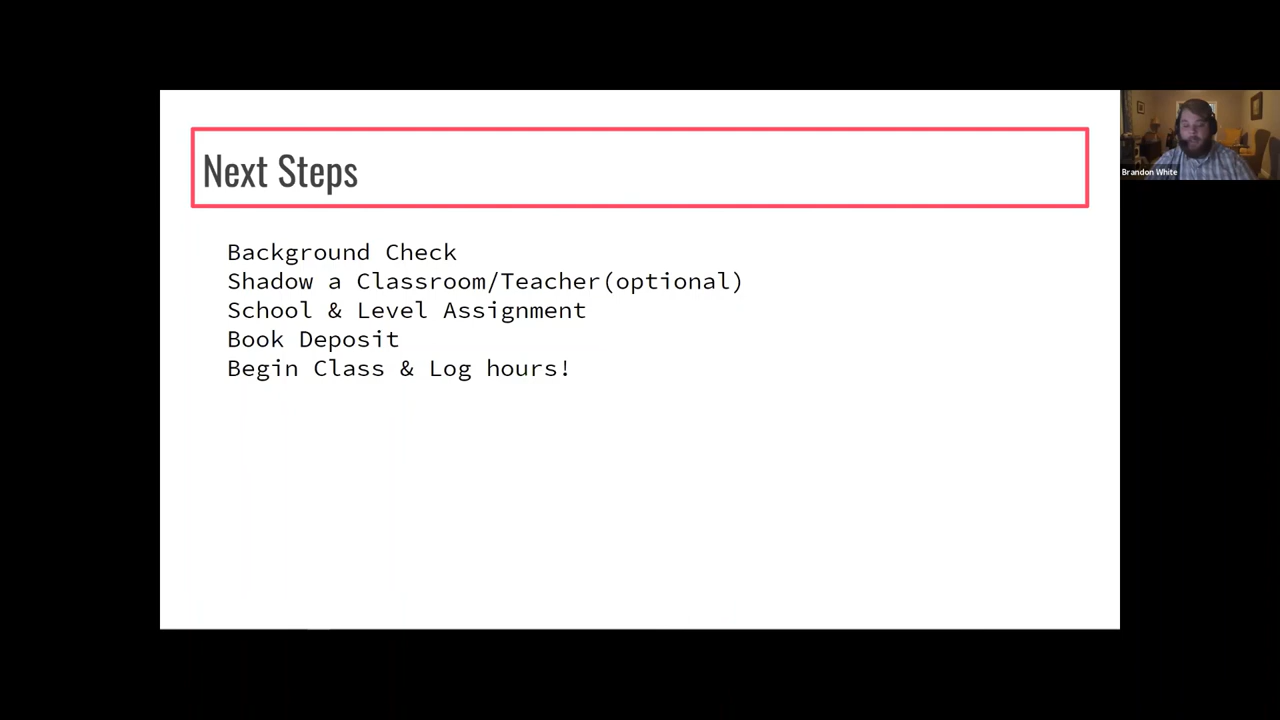 Next Steps
Background Check
Shadow a Classroom/Teacher(optional)
School & Level Assignment
Book Deposit
Begin Class & Log hours!
Brandon White